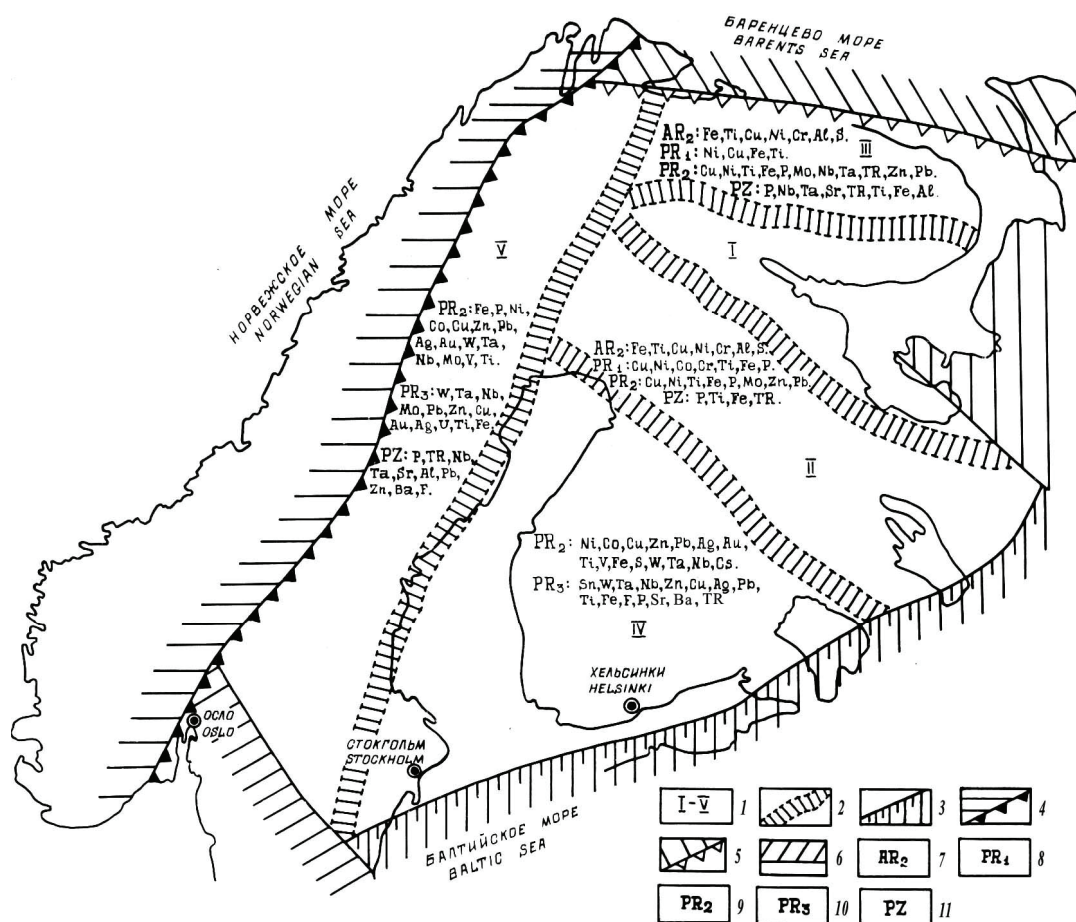 БАРЕНЦЕВО МОРЕ
BARENTS SEA
НОРВЕЖСКОЕ МОРЕ
NORWEGIAN SEA
AR₂: Fe,Ti,Cu,Ni,Cr,Al,S.
III
PR₁: Ni,Cu,Fe,Ti.
PR₂: Cu,Ni,Ti,Fe,P,Mo,Nb,Ta,TR,Zn,Pb.
PZ: P,Nb,Ta,Sr,TR,Ti,Fe,Al.
V
I
PR₂: Fe,P,Ni,
Co,Cu,Zn,Pb,
Ag,Au,W,Ta,
Nb,Mo,V,Ti.
PR₃: W,Ta,Nb,
Mo,Pb,Zn,Cu,
Au,Ag,U,Ti,Fe,
PZ: P,TR,Nb,
Ta,Sr,Al,Pb,
Zn,Ba,F.
AR₂: Fe,Ti,Cu,Ni,Cr,Al,S.
PR₁: Cu,Ni,Co,Cr,Ti,Fe,P.
PR₂: Cu,Ni,Ti,Fe,P,Mo,Zn,Pb.
PZ: P,Ti,Fe,TR.
II
PR₂: Ni,Co,Cu,Zn,Pb,Ag,Au,
Ti,V,Fe,S,W,Ta,Nb,Cs.
PR₃: Sn,W,Ta,Nb,Zn,Cu,Ag,Pb,
Ti,Fe,F,P,Sr,Ba,TR
IV
ХЕЛЬСИНКИ
HELSINKI
ОСЛО
OSLO
СТОКГОЛЬМ
STOCKHOLM
БАЛТИЙСКОЕ МОРЕ
BALTIC SEA
I-V 1 2 3 4
5 6 AR₂ 7 PR₁ 8
PR₂ 9 PR₃ 10 PZ 11